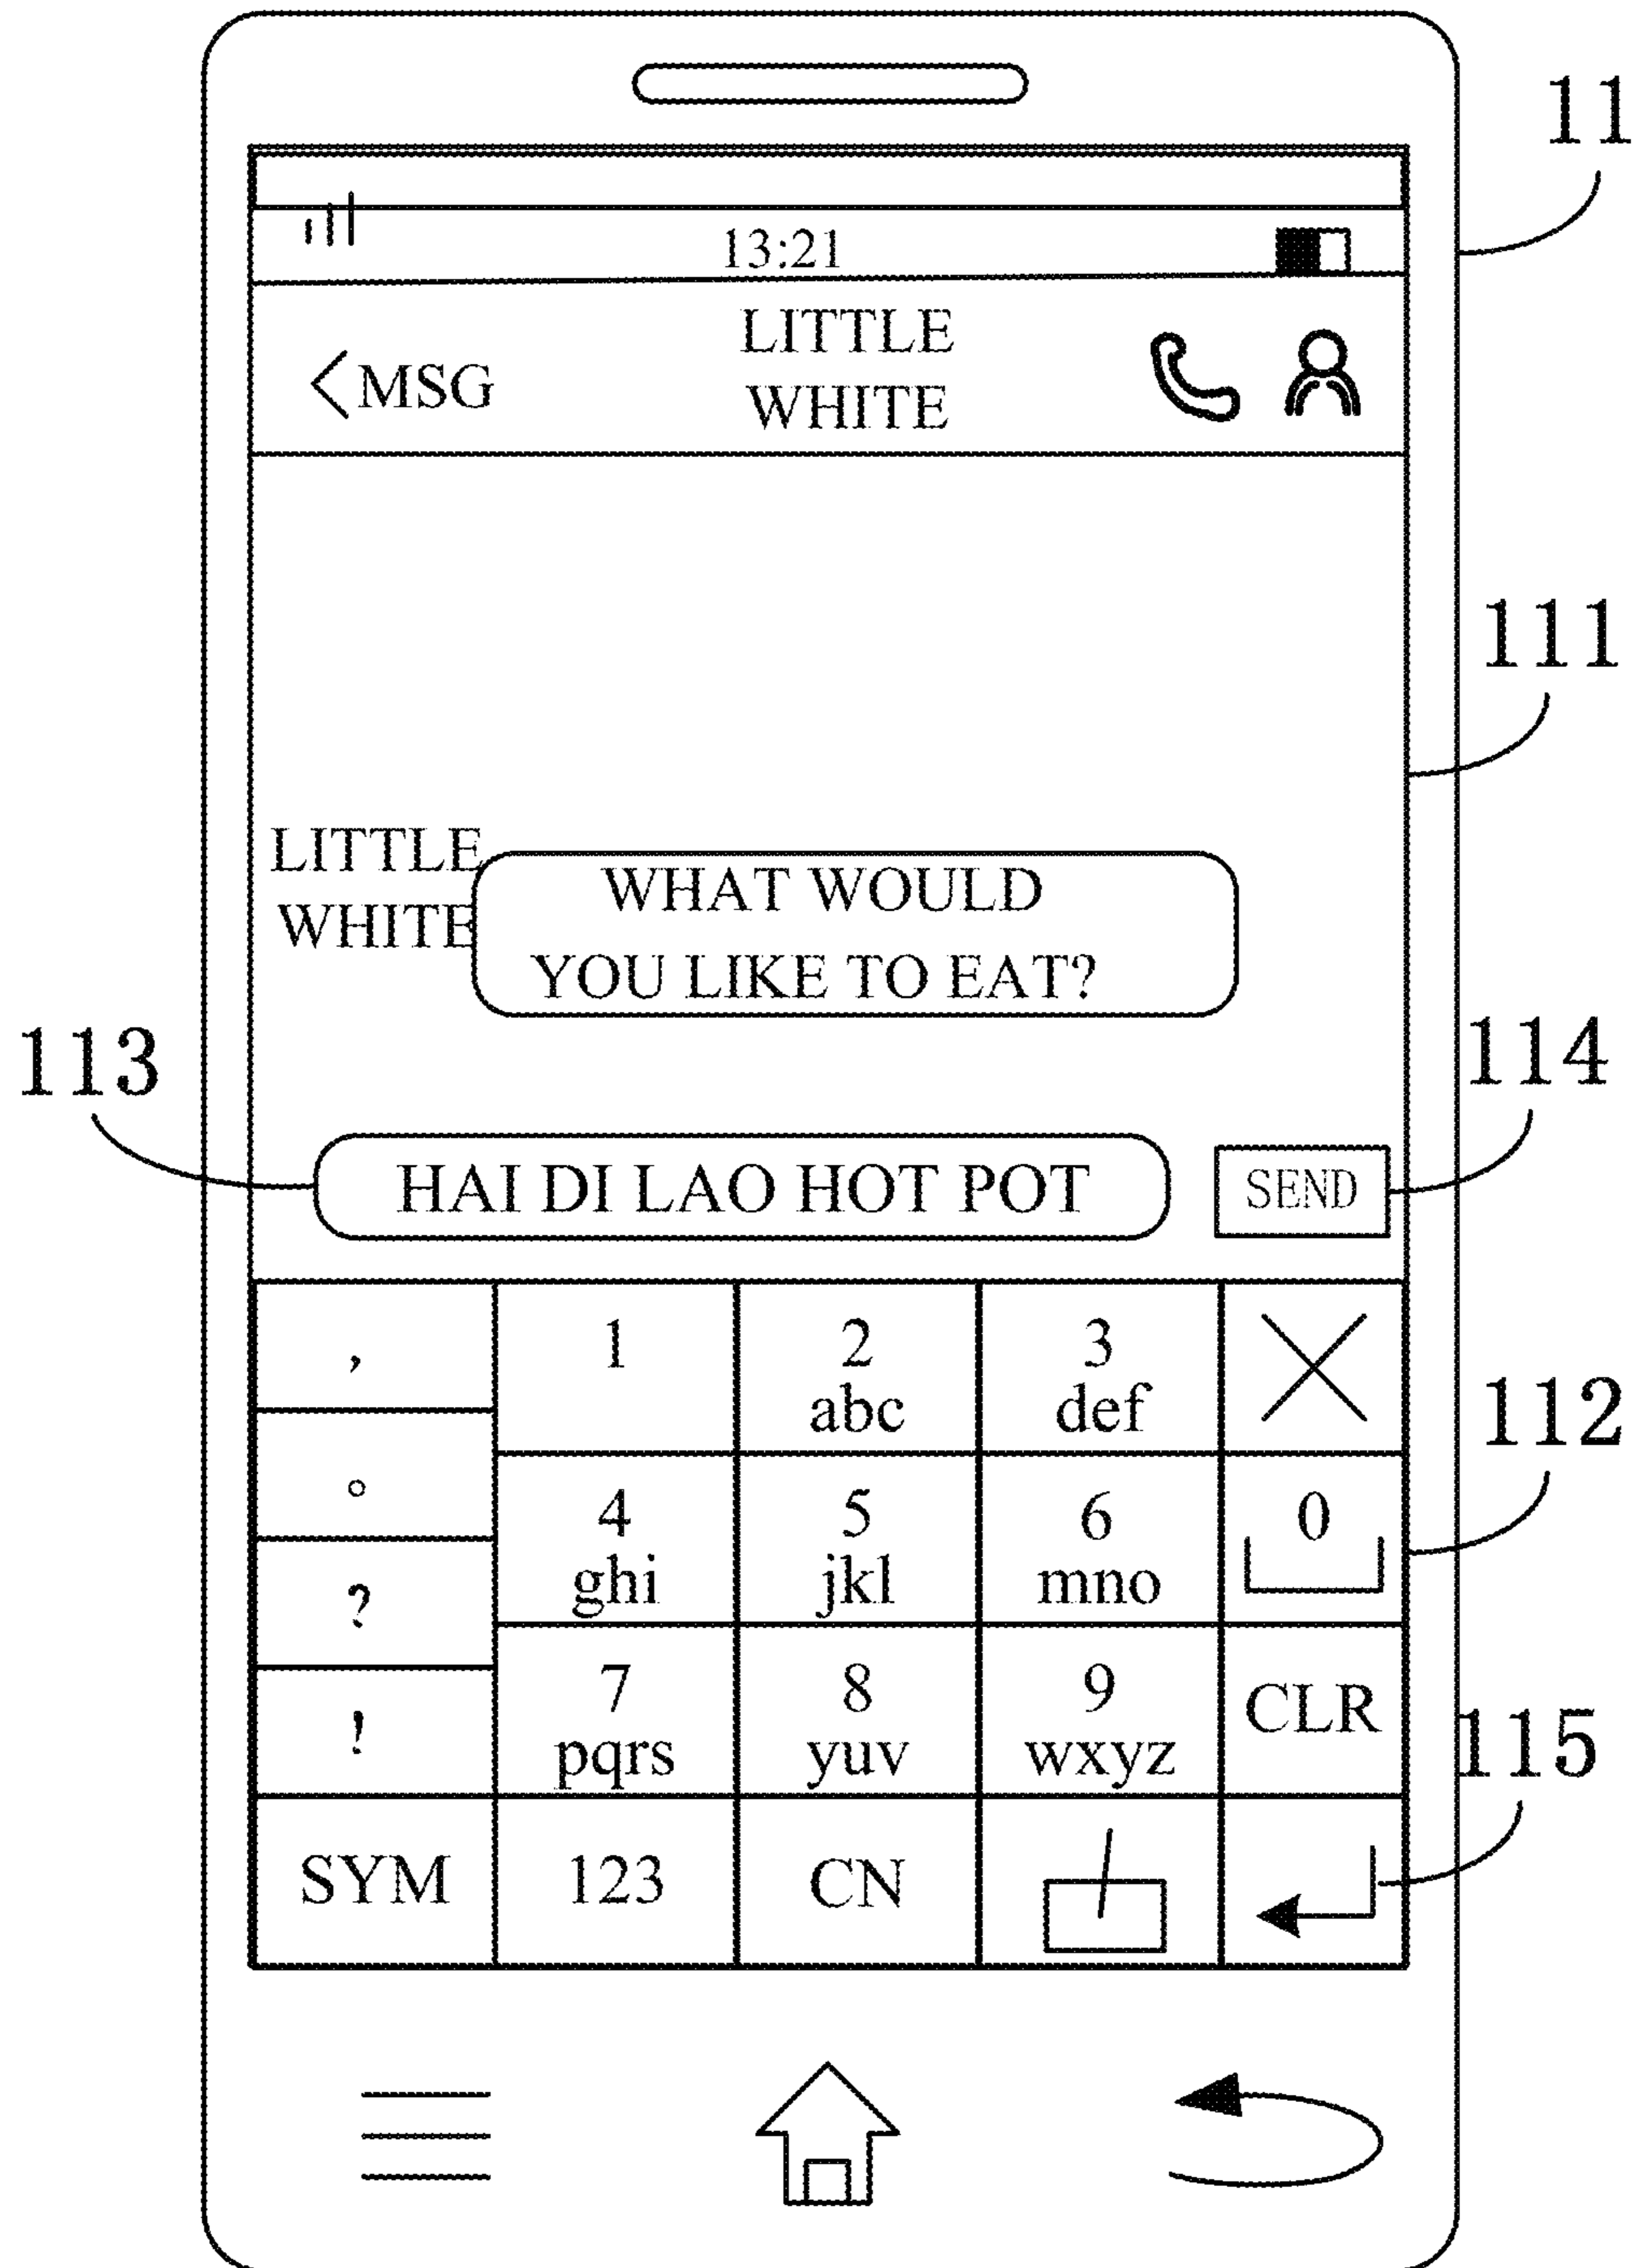 11
13:21
LITTLE
WHITE
MSG
111
LITTLE
WHITE
WHAT WOULD
YOU LIKE TO EAT?
113
114
HAI DI LAO HOT POT
SEND
, 1 2 3
abc def
112
。 4 5 6 0
ghi jkl mno
?
7 8 9 CLR
! pqrs yuv wxyz
115
SYM 123 CN